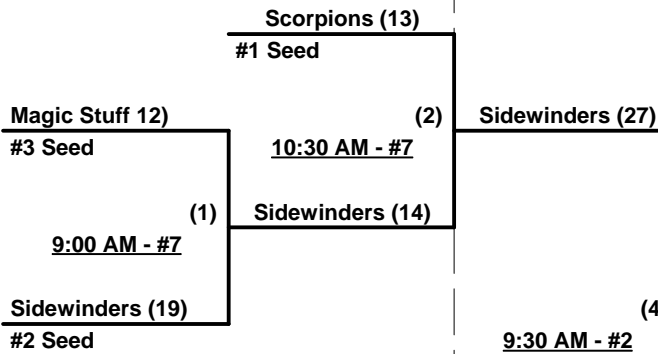 Scorpions (13)
#1 Seed
Magic Stuff 12)
(2)
Sidewinders (27)
#3 Seed
10:30 AM - #7
(1)
Sidewinders (14)
9:00 AM - #7
Sidewinders (19)
(4
#2 Seed
9:30 AM - #2